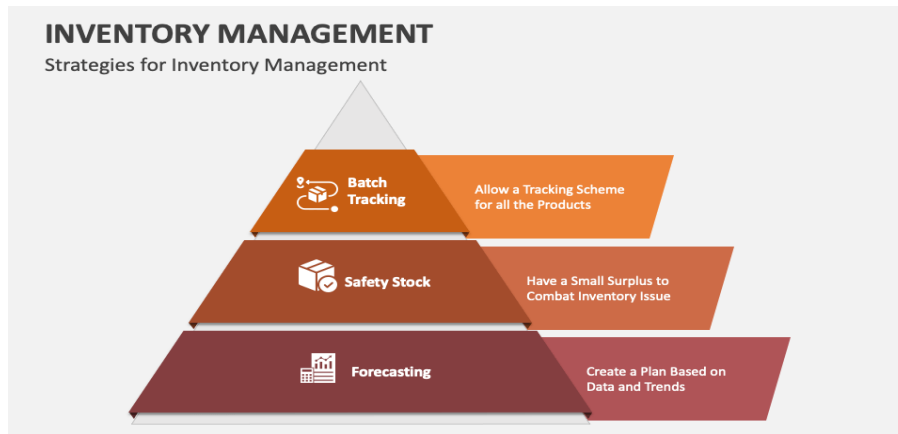 INVENTORY MANAGEMENT
Strategies for Inventory Management
Batch
Tracking
Allow a Tracking Scheme
for all the Products
Safety Stock
Have a Small Surplus to
Combat Inventory Issue
Forecasting
Create a Plan Based on
Data and Trends